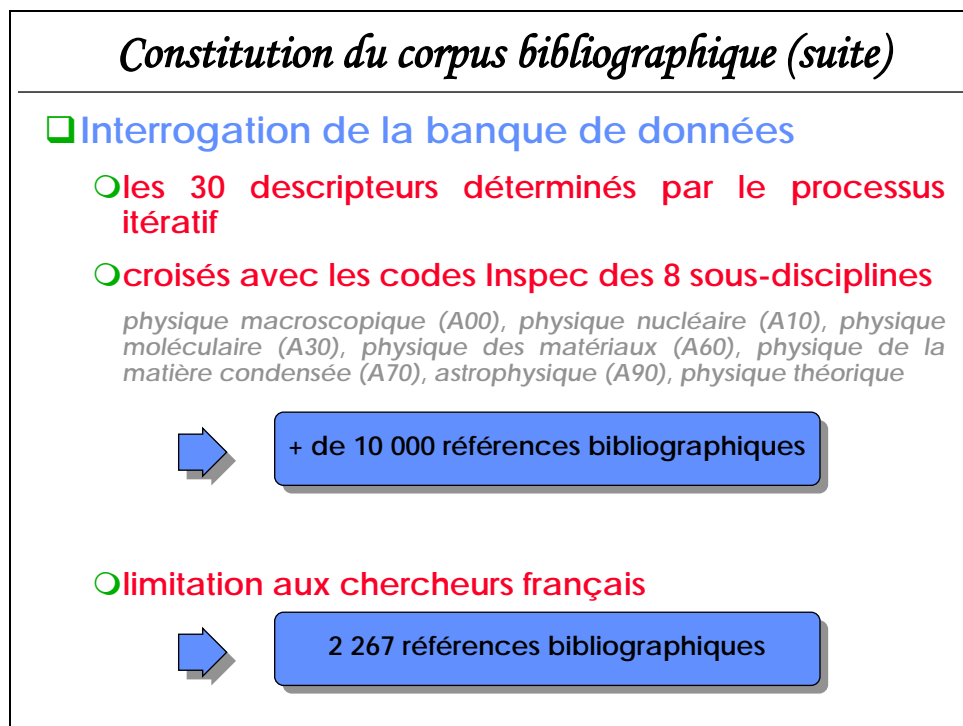 Constitution du corpus bibliographique (suite)
Interrogation de la banque de données
les 30 descripteurs déterminés par le processus
itératif
croisés avec les codes Inspec des 8 sous-disciplines
physique macroscopique (A00), physique nucléaire (A10), physique
moléculaire (A30), physique des matériaux (A60), physique de la
matière condensée (A70), astrophysique (A90), physique théorique
+ de 10 000 références bibliographiques
limitation aux chercheurs français
2 267 références bibliographiques